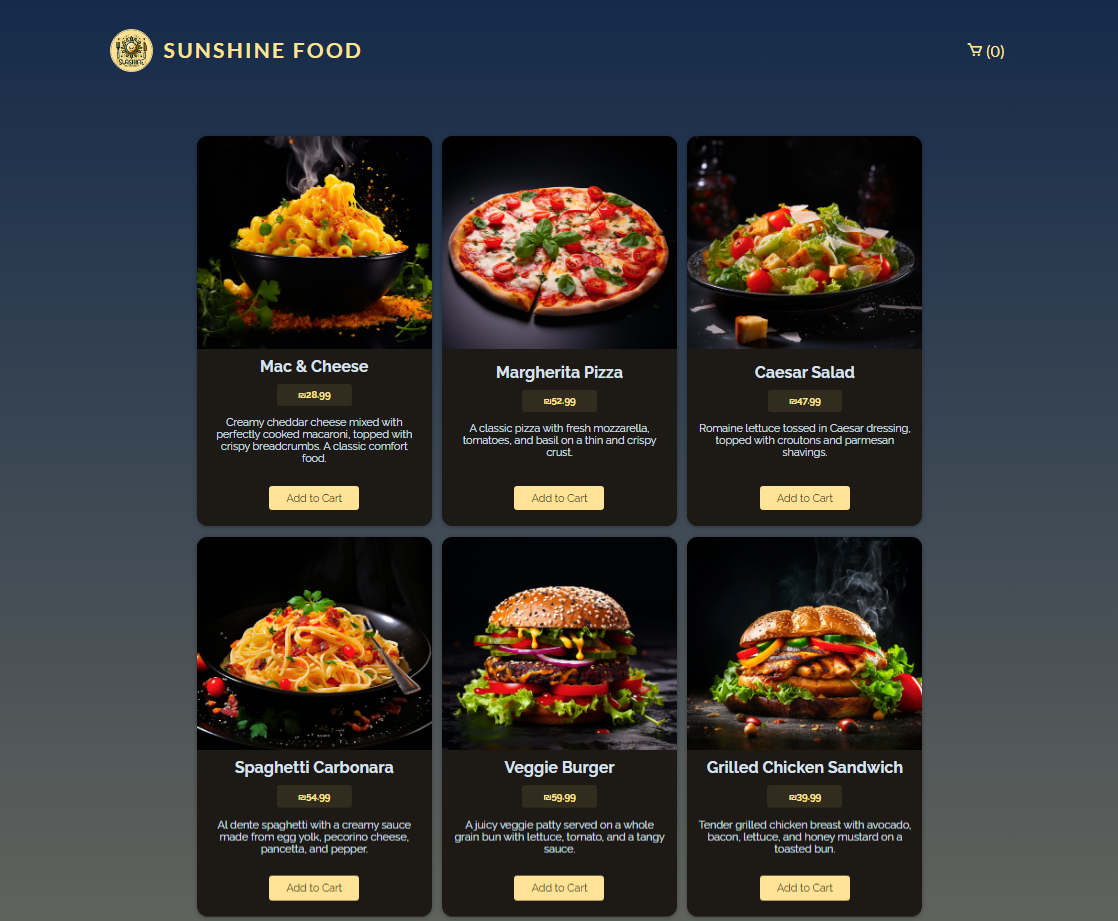 SUNSHINE FOOD
(0)
Mac & Cheese
₪28.99
Creamy cheddar cheese mixed with
perfectly cooked macaroni, topped with
crispy breadcrumbs. A classic comfort
food.
Add to Cart
Margherita Pizza
₪52.99
A classic pizza with fresh mozzarella,
tomatoes, and basil on a thin and crispy
crust.
Add to Cart
Caesar Salad
₪47.99
Romaine lettuce tossed in Caesar dressing,
topped with croutons and parmesan
shavings.
Add to Cart
Spaghetti Carbonara
₪54.99
Al dente spaghetti with a creamy sauce
made from egg yolk, pecorino cheese,
pancetta, and pepper.
Add to Cart
Veggie Burger
₪59.99
A juicy veggie patty served on a whole
grain bun with lettuce, tomato, and a tangy
sauce.
Add to Cart
Grilled Chicken Sandwich
₪39.99
Tender grilled chicken breast with avocado,
bacon, lettuce, and honey mustard on a
toasted bun.
Add to Cart